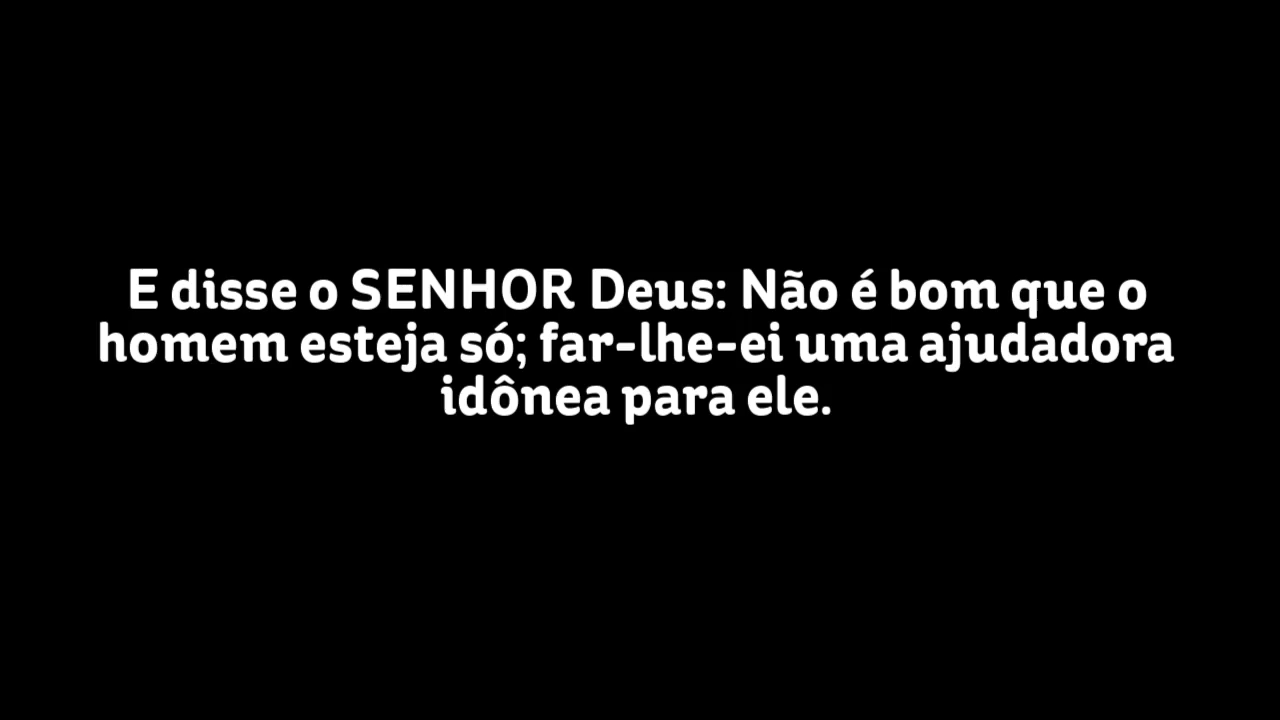 E disse o SENHOR Deus: Não é bom que o
homem esteja só; far-lhe-ei uma ajudadora
idônea para ele.